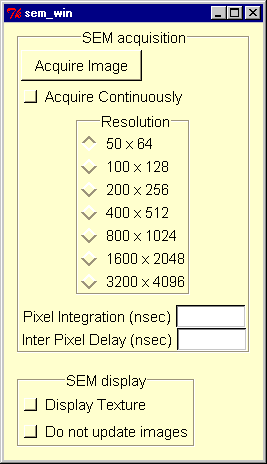 sem_win
SEM acquisition
Acquire Image
Acquire Continuously
Resolution
50 x 64
100 x 128
200 x 256
400 x 512
800 x 1024
1600 x 2048
3200 x 4096
Pixel Integration (nsec)
Inter Pixel Delay (nsec)
SEM display
Display Texture
Do not update images